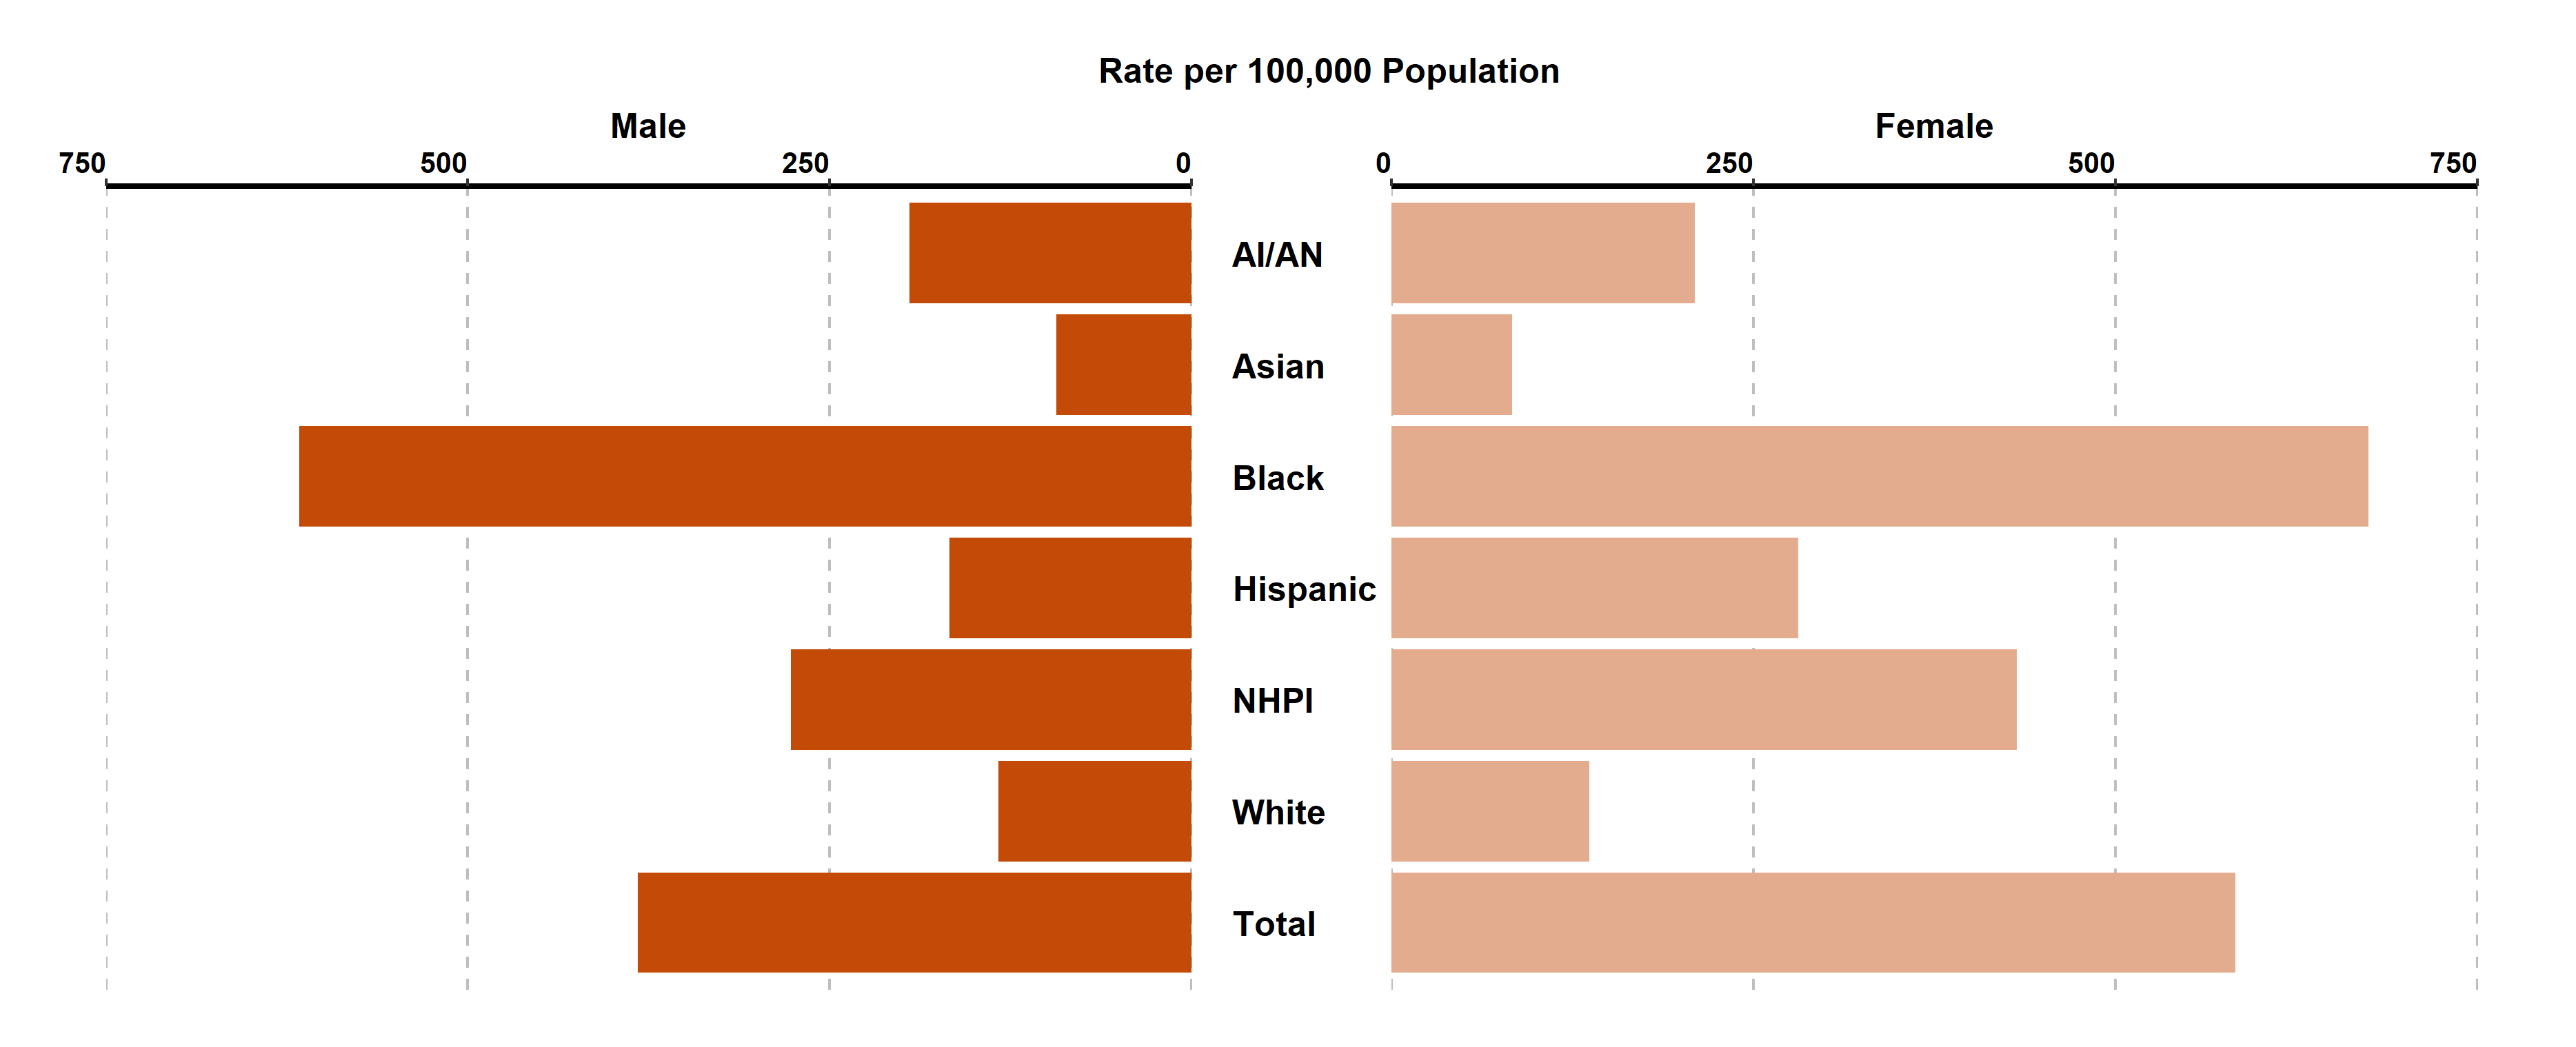 Rate per 100,000 Population
Male Female
750 500 250 0 0 250 500 750
AI/AN
Asian
Black
Hispanic
NHPI
White
Total